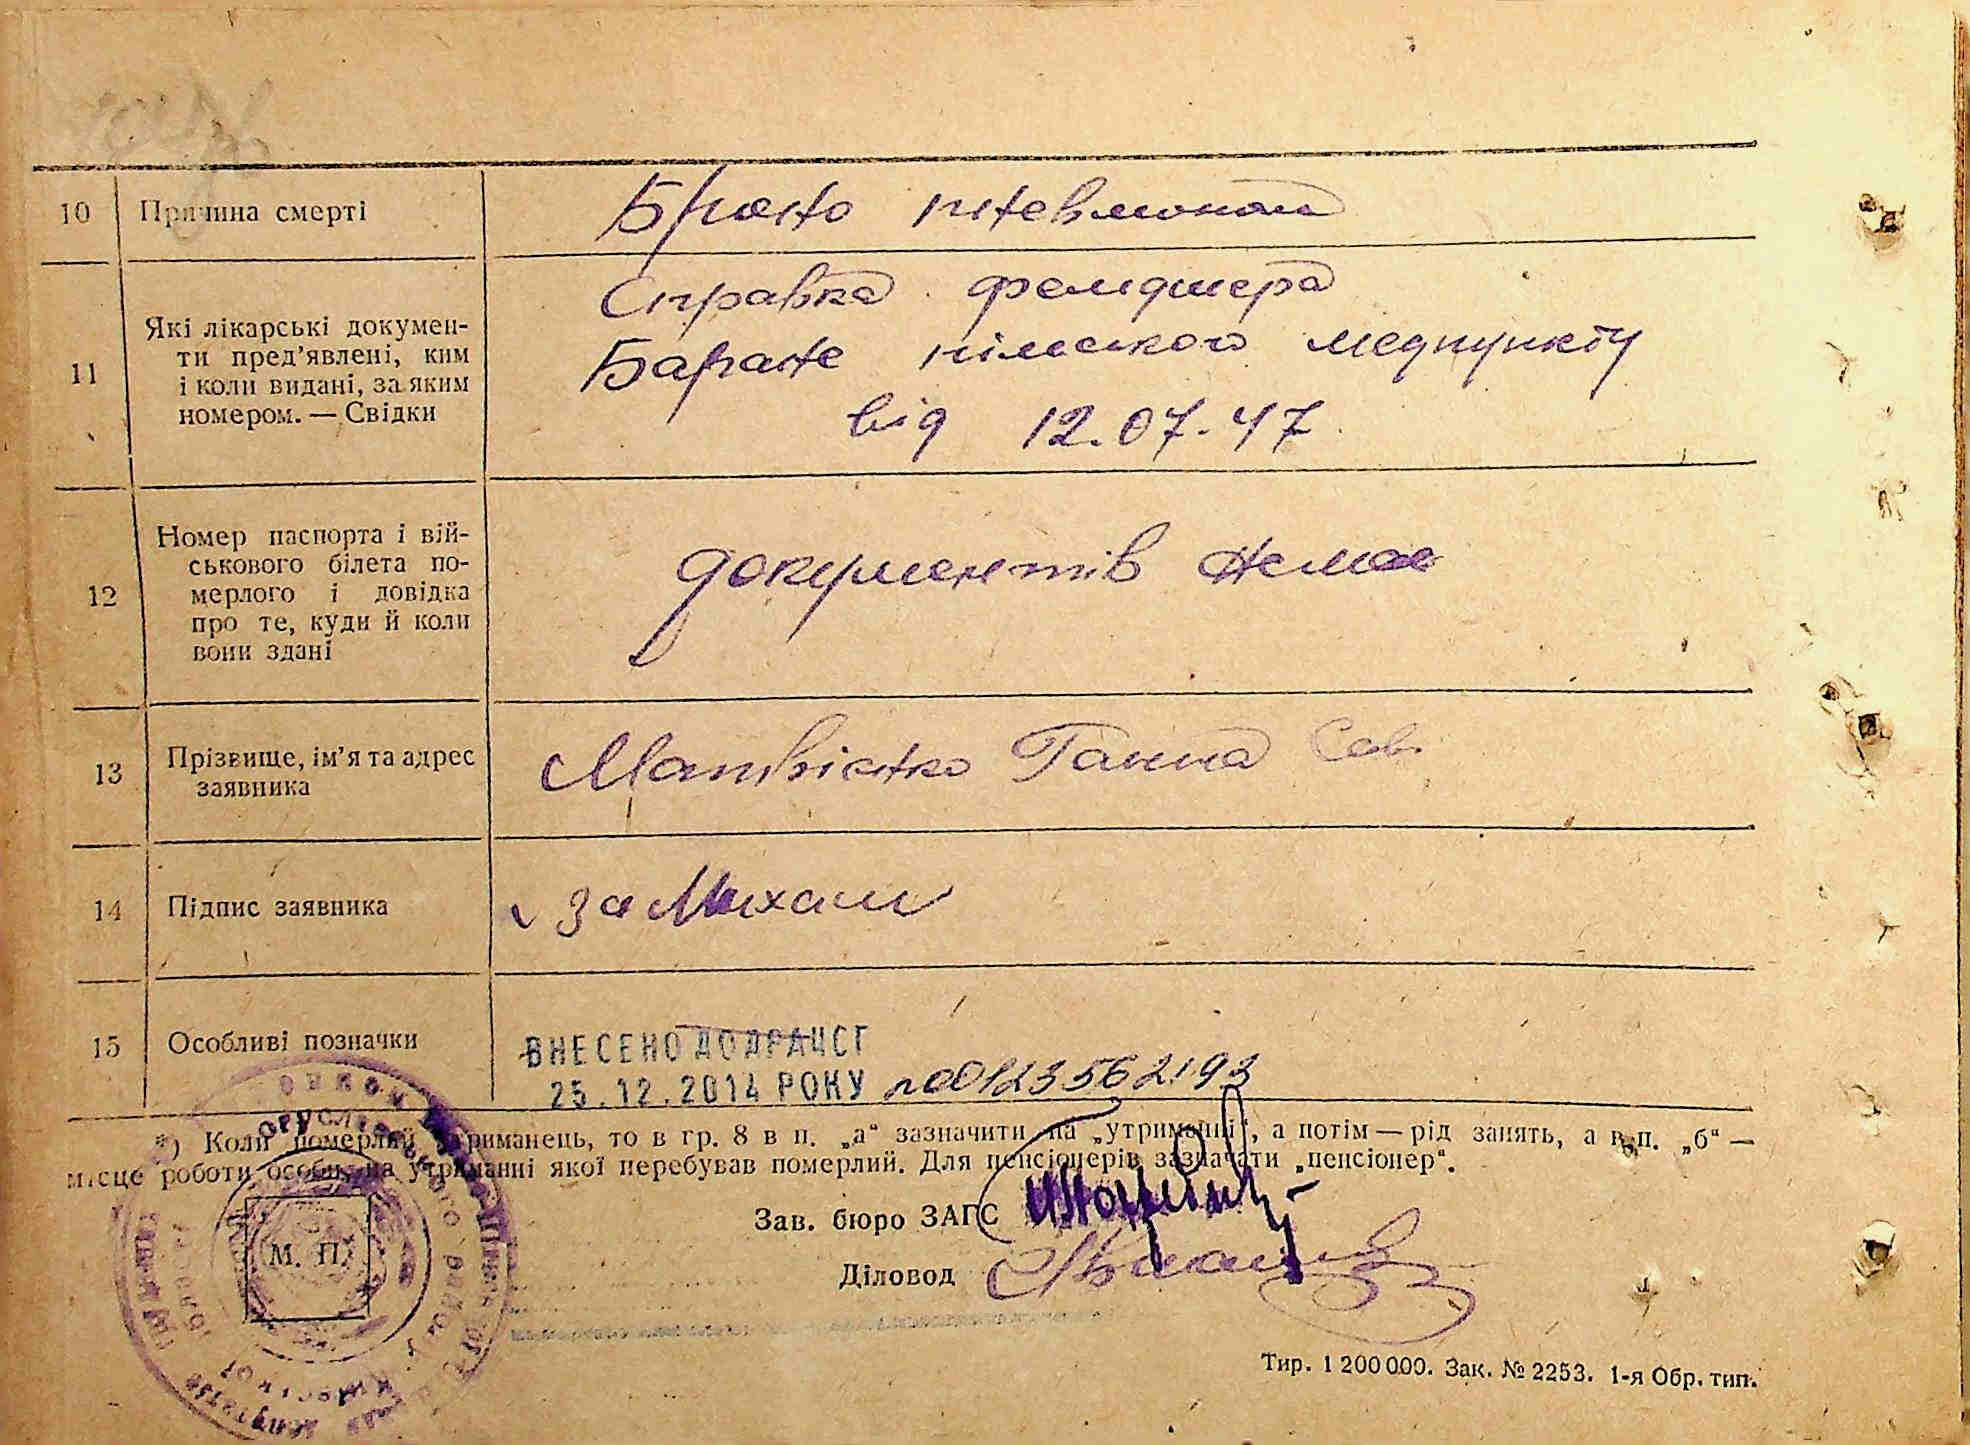 10 Причина смерті Броно пневмонія
11 Які лікарські докумен-
ти пред’явлені, ким
і коли видані, за яким
номером. — Свідки
Справка фельдшера
Баране пільского медпункту
від 12.07.47
12 Номер паспорта і вій-
ськового білета по-
мерлого і довідка
про те, куди й коли
вони здані
документів немає
13 Прізвище, ім’я та адрес
заявника
Матвієнко Ганна Сав.
14 Підпис заявника
за
15 Особливі позначки
ВНЕСЕНО ДО ДРАЦСГ
25.12.2014 РОКУ №00123562193
*) Коли померлий утриманець, то в гр. 8 в п. „а“ зазначити „на утриманні“, а потім — рід занять, а в п. „б“ —
місце роботи особи, на утриманні якої перебував померлий. Для пенсіонерів зазначати „пенсіонер“.
Зав. бюро ЗАГС
М. П.
Діловод
Тир. 1 200 000. Зак. № 2253. 1-я Обр. тип.